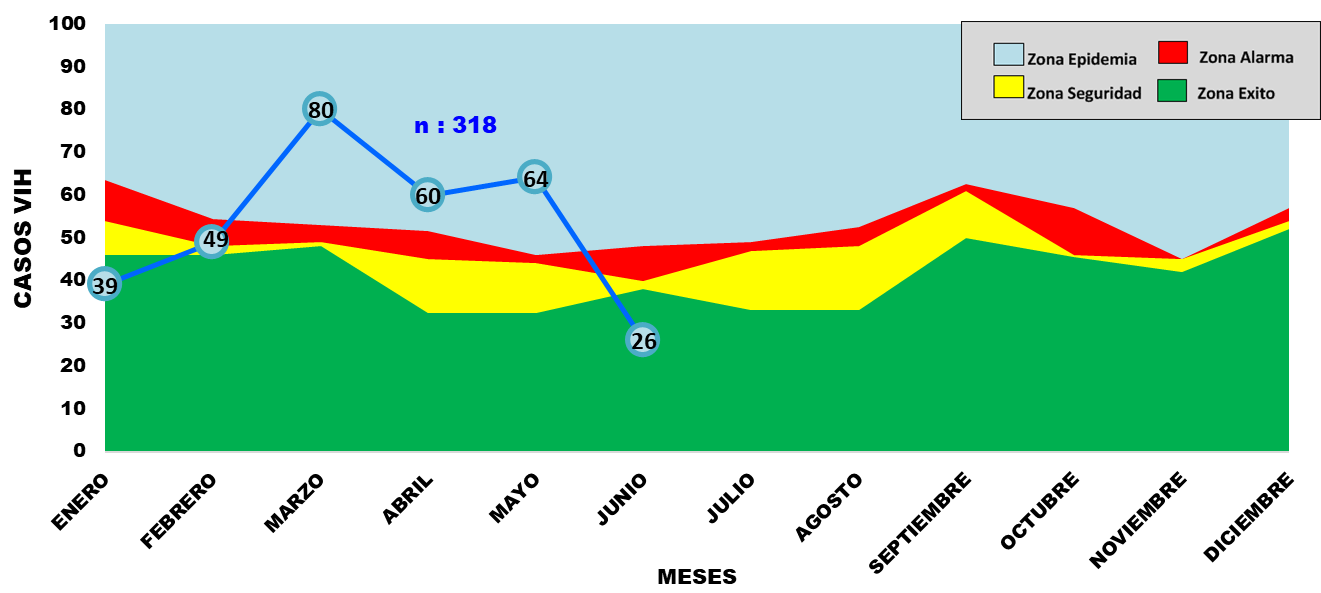 100
90
80
70
60
50
40
30
20
10
0
CASOS VIH
39
49
80
60
64
26
n : 318
Zona Epidemia
Zona Alarma
Zona Seguridad
Zona Exito
ENERO
FEBRERO
MARZO
ABRIL
MAYO
JUNIO
JULIO
AGOSTO
SEPTIEMBRE
OCTUBRE
NOVIEMBRE
DICIEMBRE
MESES